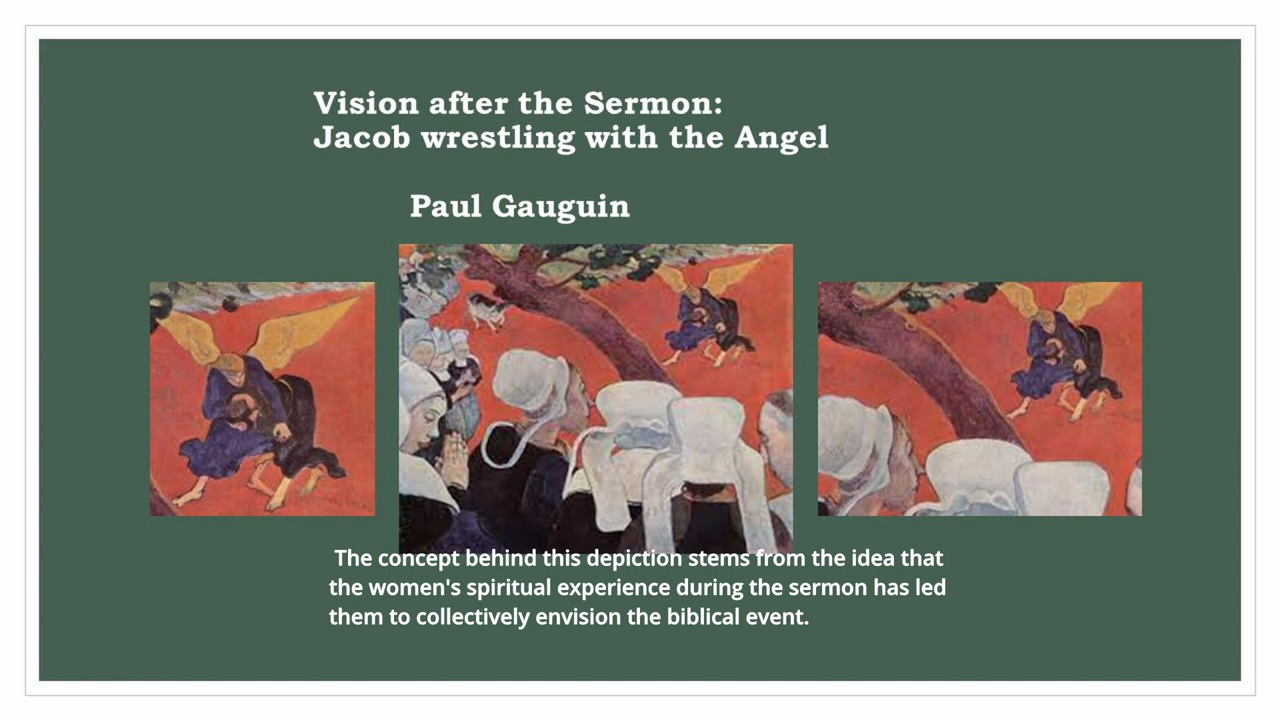 Vision after the Sermon:
Jacob wrestling with the Angel
Paul Gauguin
The concept behind this depiction stems from the idea that
the women's spiritual experience during the sermon has led
them to collectively envision the biblical event.